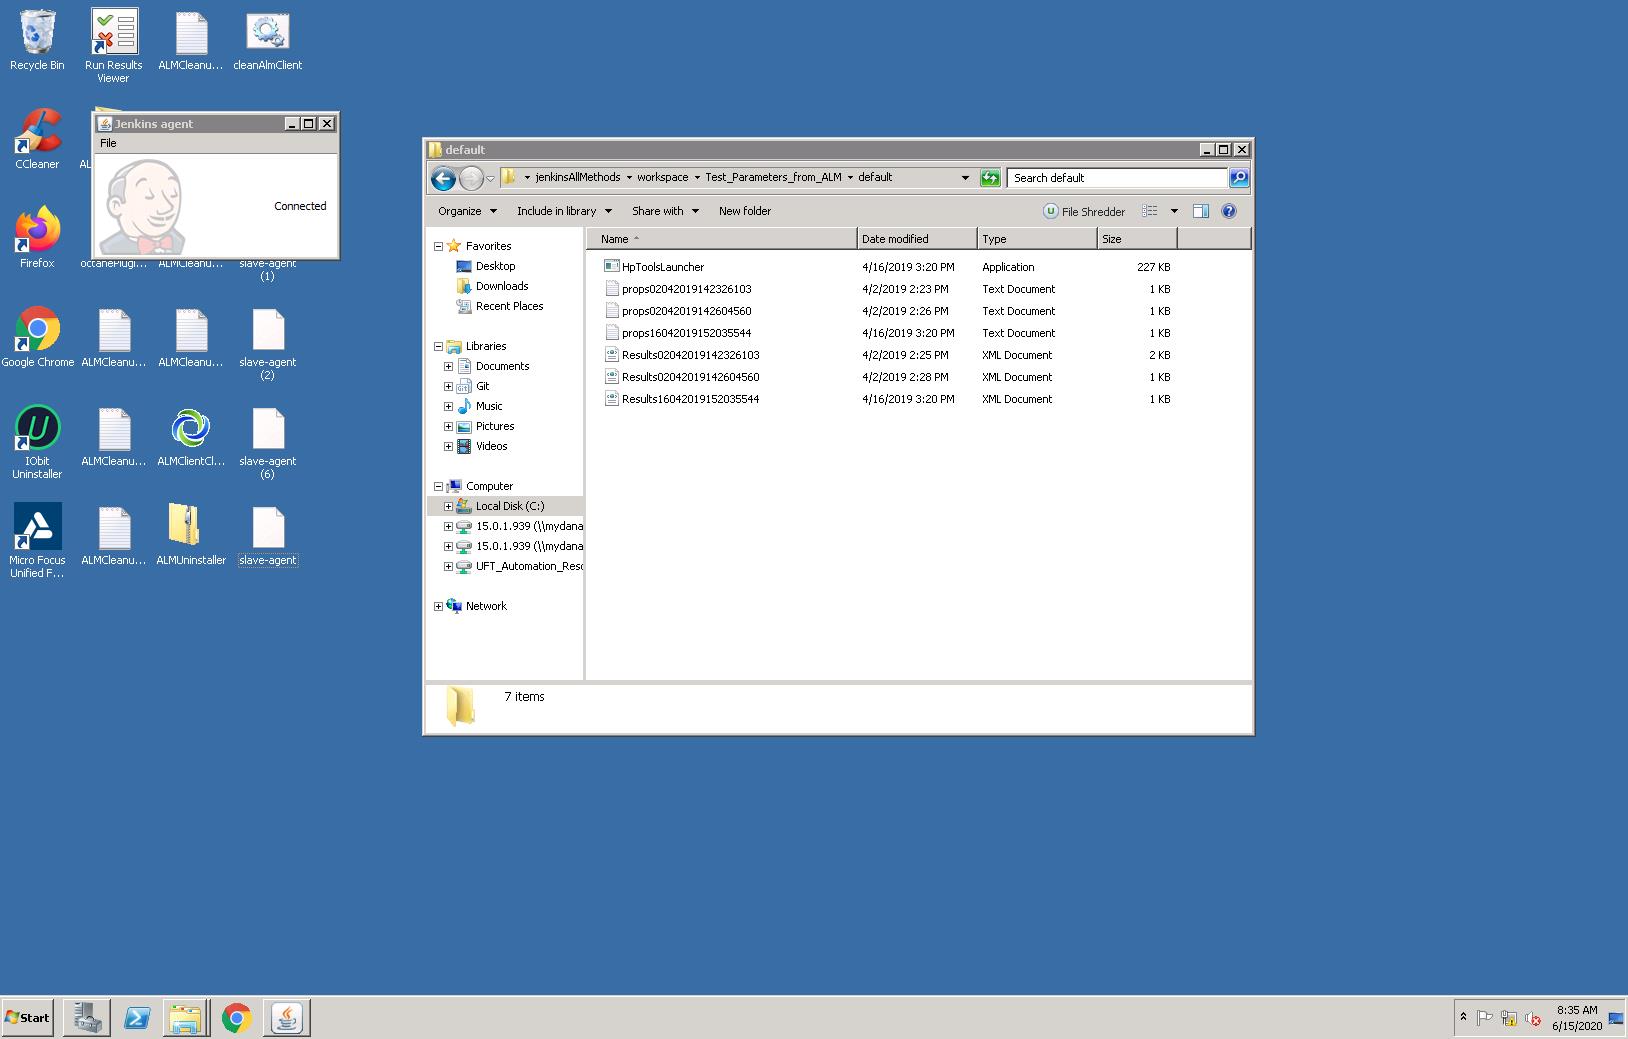 Recycle Bin
Run Results
Viewer
ALMCleanu...
cleanAlmClient
CCleaner
AL
Firefox
octanePlugi...
ALMCleanu...
slave-agent
(1)
Google Chrome
ALMCleanu...
ALMCleanu...
slave-agent
(2)
IObit
Uninstaller
ALMCleanu...
ALMClientCl...
slave-agent
(6)
Micro Focus
Unified F...
ALMCleanu...
ALMUninstaller
slave-agent
Jenkins agent
File
Connected
default
jenkinsAllMethods workspace Test_Parameters_from_ALM default
Search default
Organize Include in library Share with New folder
File Shredder
Favorites
Desktop
Downloads
Recent Places
Libraries
Documents
Git
Music
Pictures
Videos
Computer
Local Disk (C:)
15.0.1.939 (\\mydana
15.0.1.939 (\\mydana
UFT_Automation_Reso
Network
Name Date modified Type Size
HpToolsLauncher 4/16/2019 3:20 PM Application 227 KB
props02042019142326103 4/2/2019 2:23 PM Text Document 1 KB
props02042019142604560 4/2/2019 2:26 PM Text Document 1 KB
props16042019152035544 4/16/2019 3:20 PM Text Document 1 KB
Results02042019142326103 4/2/2019 2:25 PM XML Document 2 KB
Results02042019142604560 4/2/2019 2:28 PM XML Document 1 KB
Results16042019152035544 4/16/2019 3:20 PM XML Document 1 KB
7 items
Start
8:35 AM
6/15/2020